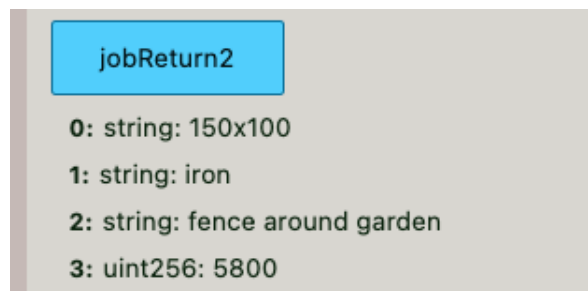 jobReturn2
0: string: 150x100
1: string: iron
2: string: fence around garden
3: uint256: 5800